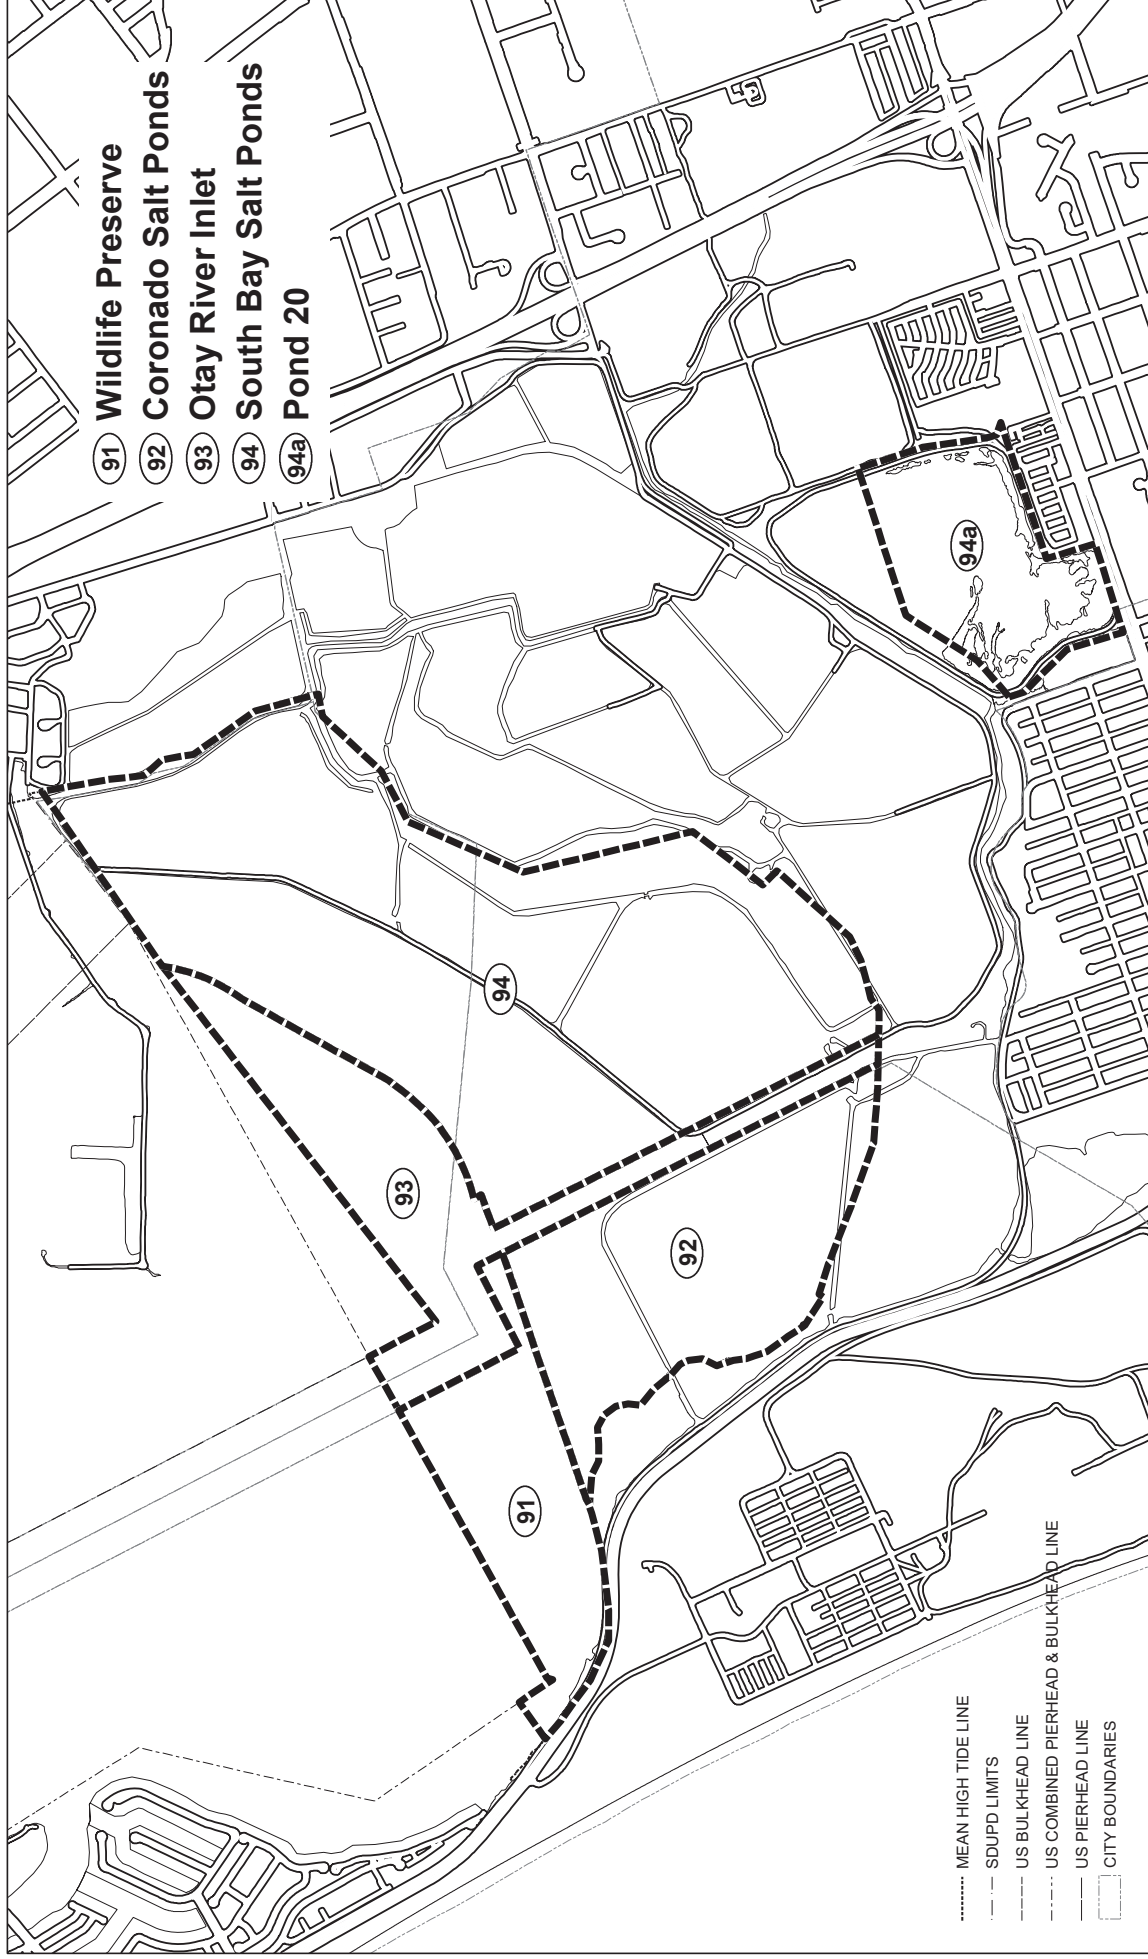 91 Wildlife Preserve
92 Coronado Salt Ponds
93 Otay River Inlet
94 South Bay Salt Ponds
94a Pond 20
94a
94
93
92
91
MEAN HIGH TIDE LINE
SDUPD LIMITS
US BULKHEAD LINE
US COMBINED PIERHEAD & BULKHEAD LINE
US PIERHEAD LINE
CITY BOUNDARIES